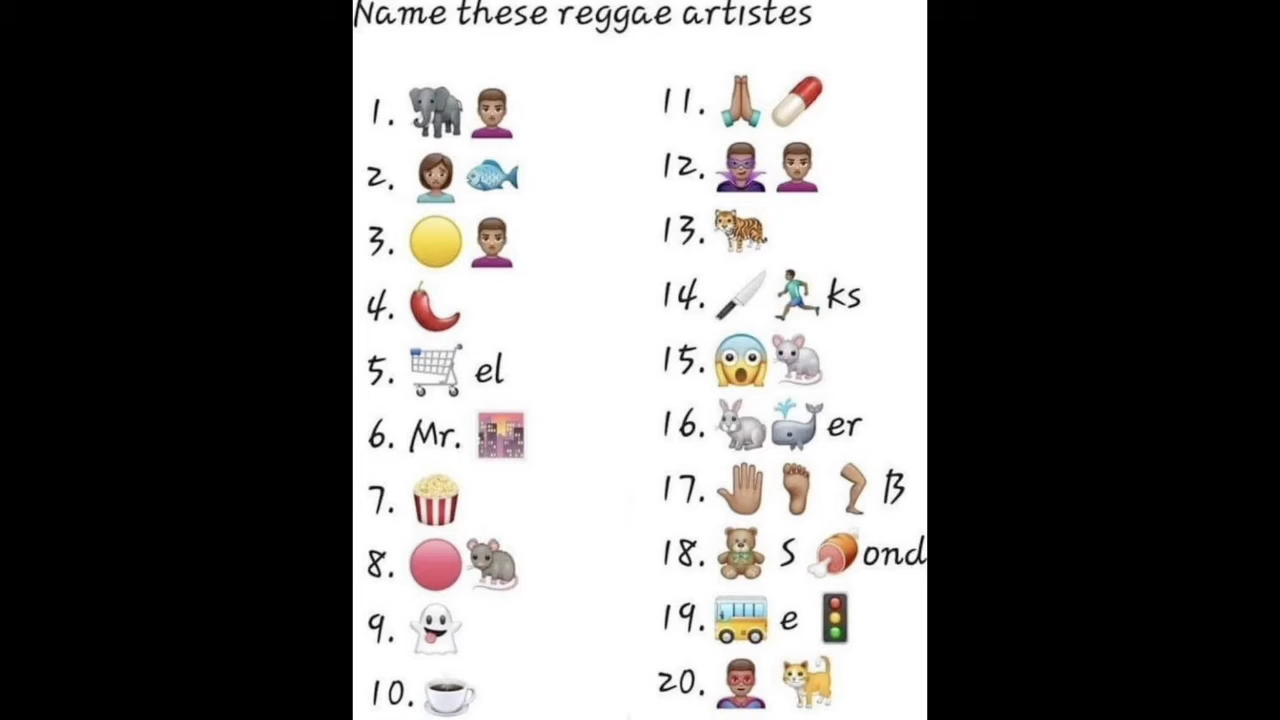 Name these reggae artistes
1.
2.
3.
4.
5. el
6. Mr.
7.
8.
9.
10.
11.
12.
13.
14. ks
15.
16. er
17. B
18. S ond
19. e
20.